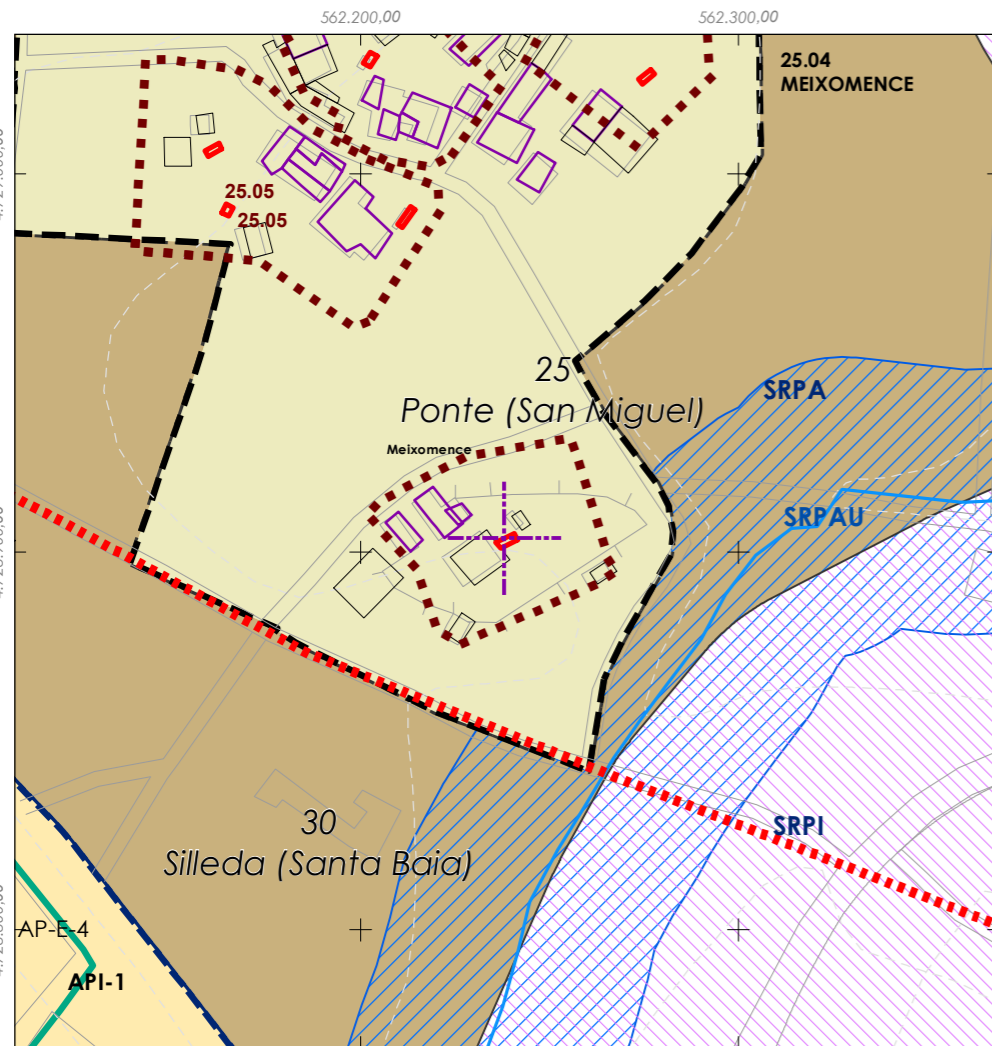 562.200,00
562.300,00
25.04
MEIXOMENCE
25.05
25.05
25
Ponte (San Miguel)
Meixomence
SRPA
SRPAU
SRPI
30
Silleda (Santa Baia)
AP-E-4
API-1